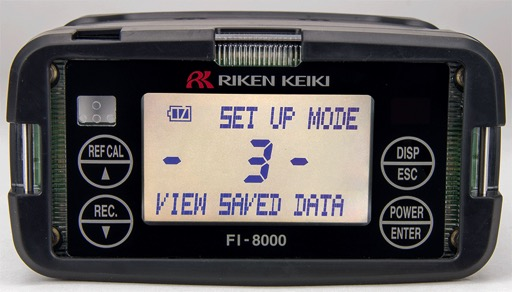 RIKEN KEIKI
SET UP MODE
- 3 -
VIEW SAVED DATA
REF CAL
▲
REC.
▼
DISP
ESC
POWER
ENTER
FI-8000